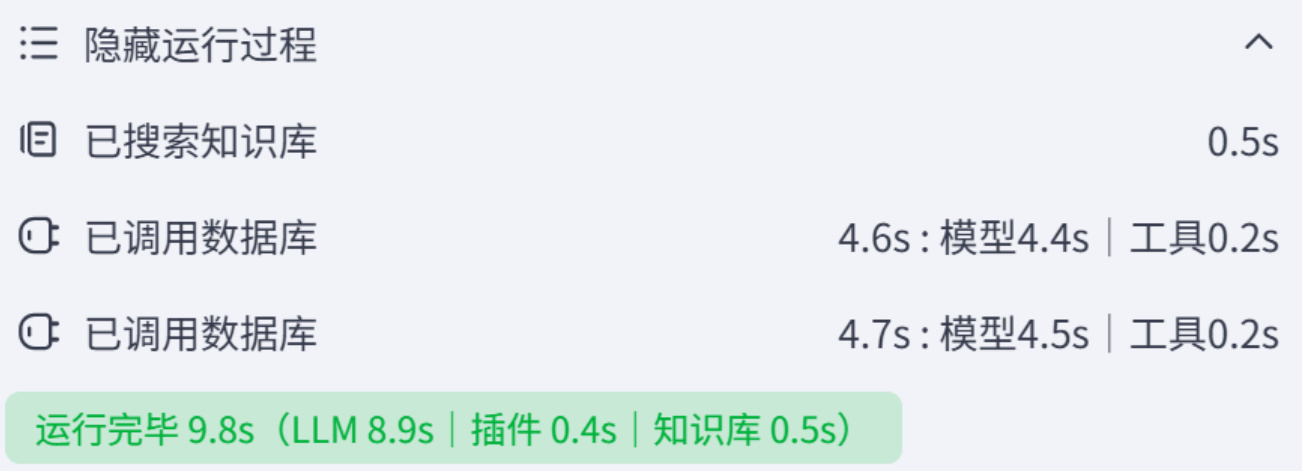 隐藏运行过程
已搜索知识库 0.5s
已调用数据库 4.6s : 模型4.4s｜工具0.2s
已调用数据库 4.7s : 模型4.5s｜工具0.2s
运行完毕 9.8s（LLM 8.9s｜插件 0.4s｜知识库 0.5s）